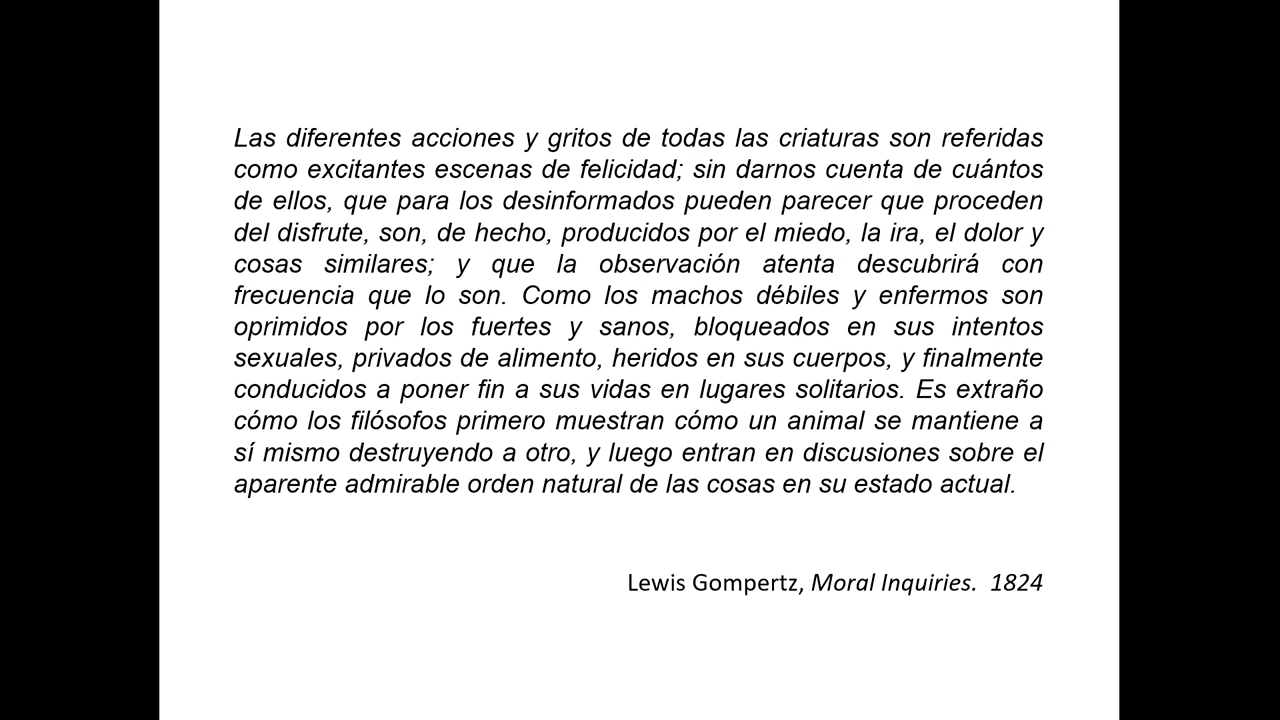 Las diferentes acciones y gritos de todas las criaturas son referidas
como excitantes escenas de felicidad; sin darnos cuenta de cuántos
de ellos, que para los desinformados pueden parecer que proceden
del disfrute, son, de hecho, producidos por el miedo, la ira, el dolor y
cosas similares; y que la observación atenta descubrirá con
frecuencia que lo son. Como los machos débiles y enfermos son
oprimidos por los fuertes y sanos, bloqueados en sus intentos
sexuales, privados de alimento, heridos en sus cuerpos, y finalmente
conducidos a poner fin a sus vidas en lugares solitarios. Es extraño
cómo los filósofos primero muestran cómo un animal se mantiene a
sí mismo destruyendo a otro, y luego entran en discusiones sobre el
aparente admirable orden natural de las cosas en su estado actual.
Lewis Gompertz, Moral Inquiries. 1824